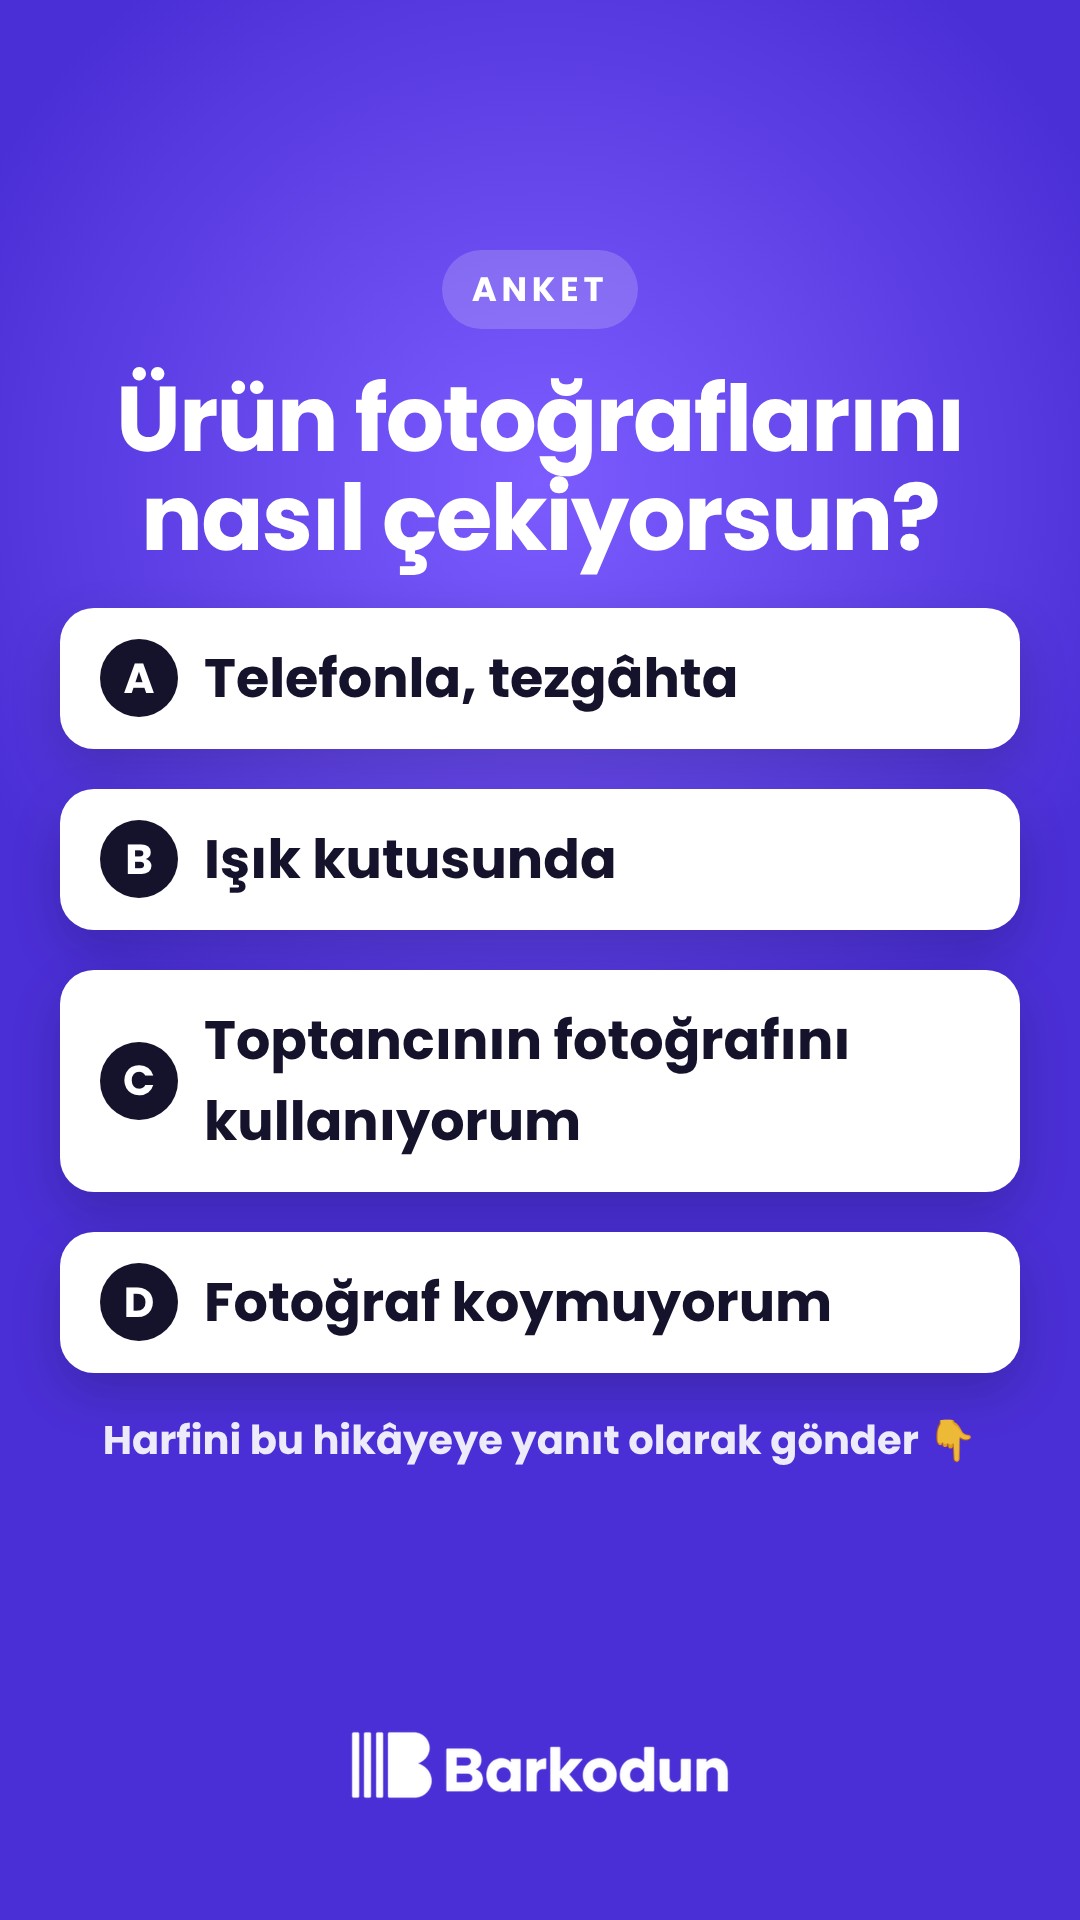 ANKET
Ürün fotoğraflarını
nasıl çekiyorsun?
A Telefonla, tezgâhta
B Işık kutusunda
C Toptancının fotoğrafını
kullanıyorum
D Fotoğraf koymuyorum
Harfini bu hikâyeye yanıt olarak gönder 👇
Barkodun